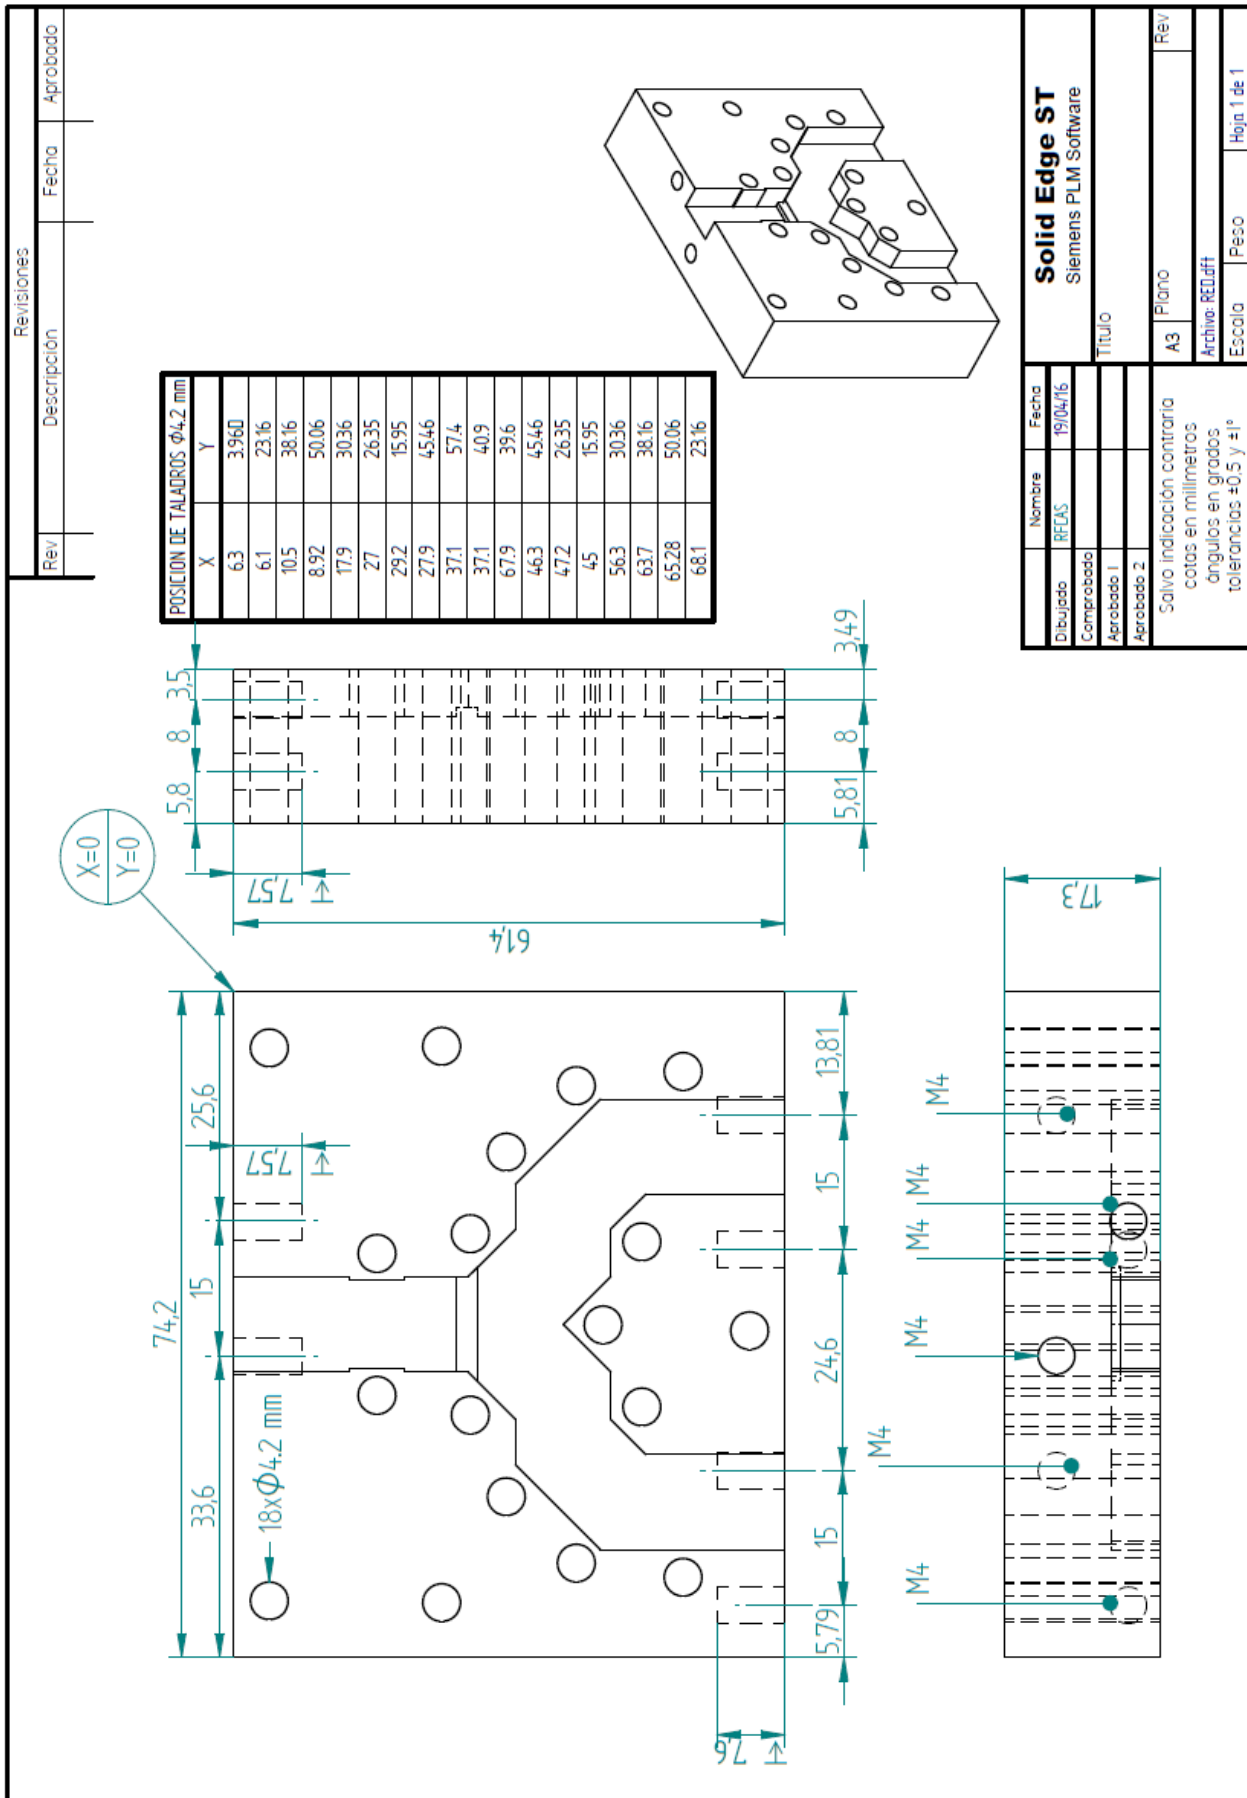 Revisiones
Rev Descripción Fecha Aprobado
POSICION DE TALADROS Φ4.2 mm
X Y
6.3 3.960
6.1 23.16
10.5 38.16
8.92 50.06
17.9 30.36
27 26.35
29.2 15.95
27.9 45.46
37.1 57.4
37.1 40.9
67.9 39.6
46.3 45.46
47.2 26.35
45 15.95
56.3 30.36
63.7 38.16
65.28 50.06
68.1 23.16
X=0
Y=0
74,2
33,6
15
25,6
7,57
18xΦ4.2 mm
7,6
5,79
15
24,6
15
13,81
61,4
7,57
5,8
8
3,5
5,81
8
3,49
17,3
M4
M4
M4
M4
M4
M4
Nombre Fecha
Dibujado RFCAS 19/04/16
Comprobado
Aprobado 1
Aprobado 2
Salvo indicación contraria
cotas en milímetros
ángulos en grados
tolerancias ±0,5 y ±1º
Solid Edge ST
Siemens PLM Software
Título
A3 Plano Rev
Archivo: RED.dft
Escala Peso Hoja 1 de 1